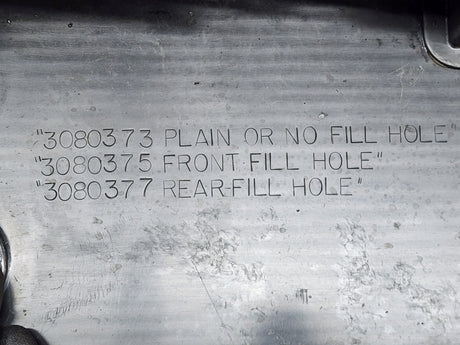 "3080373 PLAIN OR NO FILL HOLE"
"3080375 FRONT FILL HOLE"
"3080377 REAR FILL HOLE"